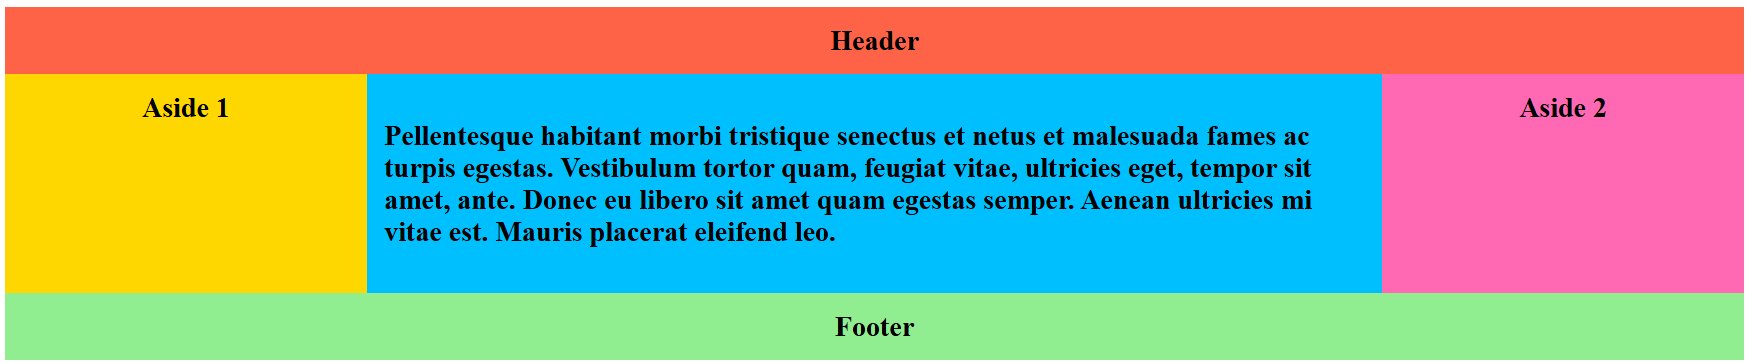 Header
Aside 1
Pellentesque habitant morbi tristique senectus et netus et malesuada fames ac
turpis egestas. Vestibulum tortor quam, feugiat vitae, ultricies eget, tempor sit
amet, ante. Donec eu libero sit amet quam egestas semper. Aenean ultricies mi
vitae est. Mauris placerat eleifend leo.
Aside 2
Footer